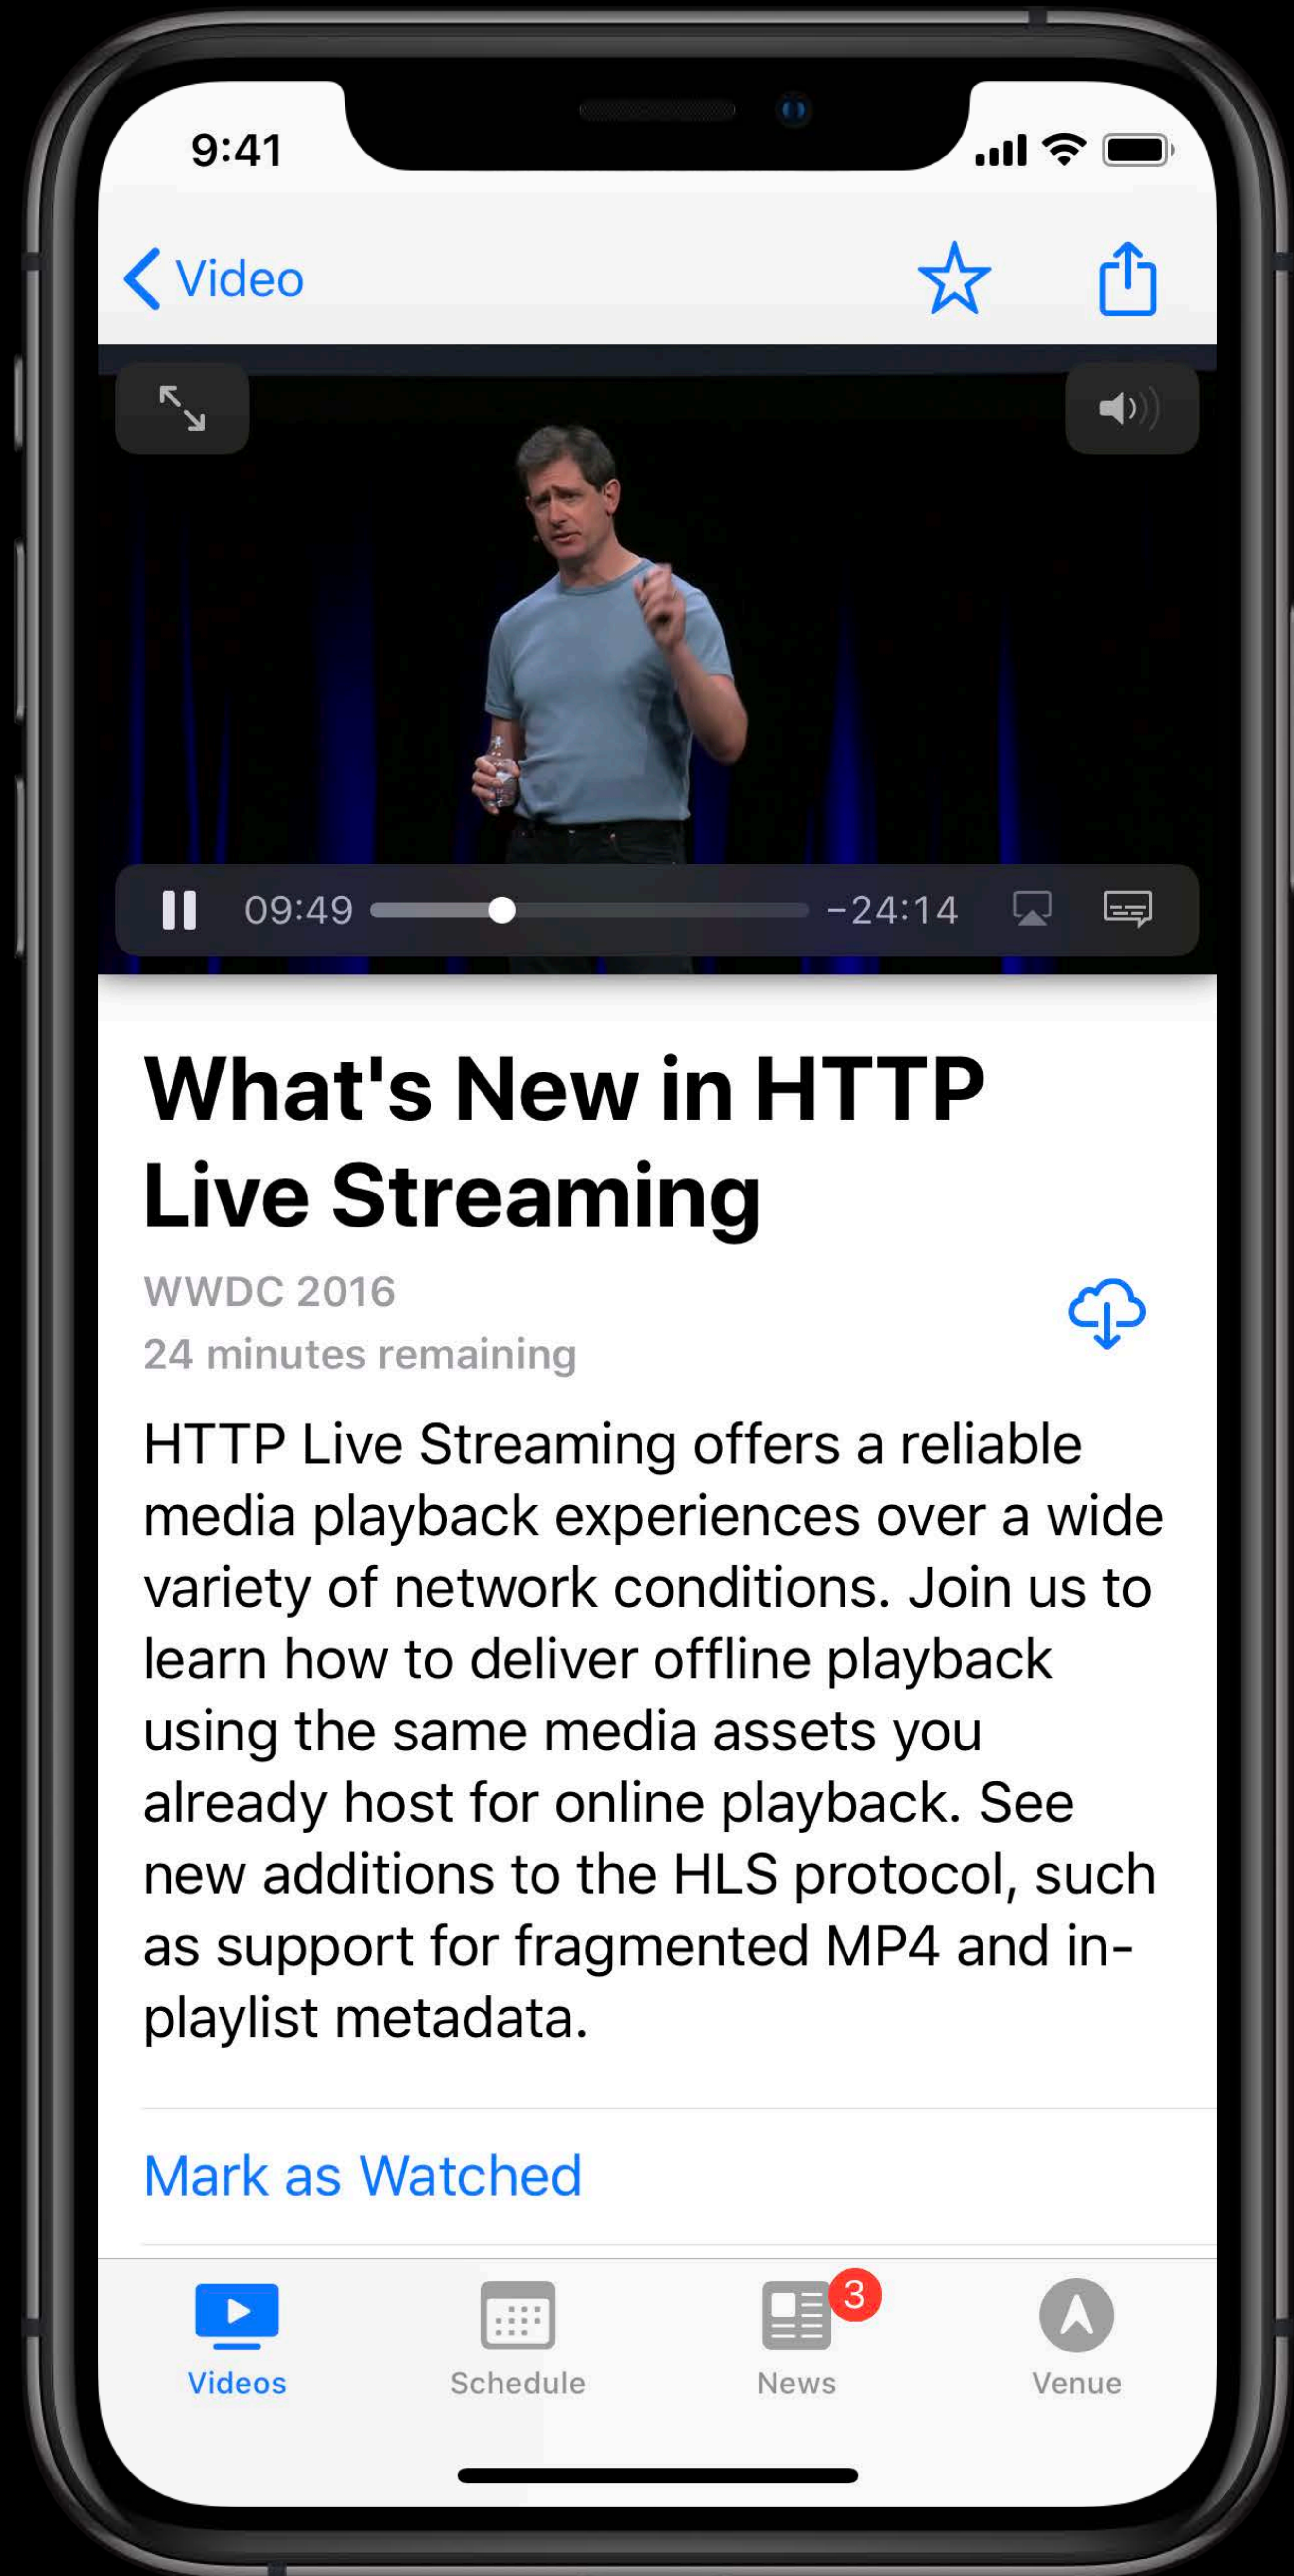 9:41
Video
09:49
−24:14
What's New in HTTP
Live Streaming
WWDC 2016
24 minutes remaining
HTTP Live Streaming offers a reliable
media playback experiences over a wide
variety of network conditions. Join us to
learn how to deliver offline playback
using the same media assets you
already host for online playback. See
new additions to the HLS protocol, such
as support for fragmented MP4 and in-
playlist metadata.
Mark as Watched
3
Videos
Schedule
News
Venue